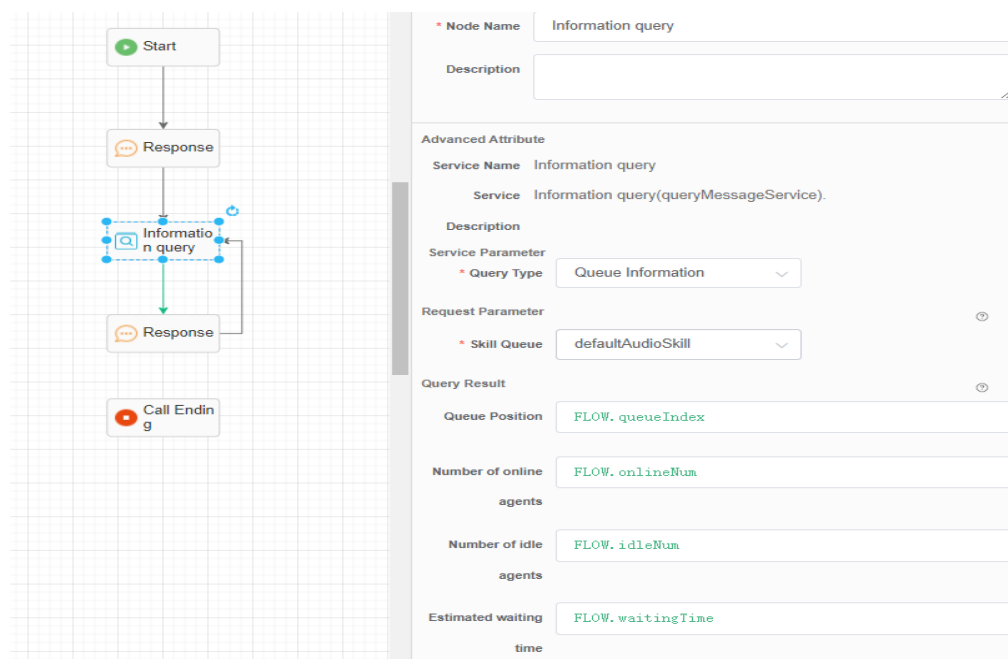 Start
Response
Informatio
n query
Response
Call Endin
g
* Node Name Information query
Description
Advanced Attribute
Service Name Information query
Service Information query(queryMessageService).
Description
Service Parameter
* Query Type Queue Information
Request Parameter
* Skill Queue defaultAudioSkill
Query Result
Queue Position FLOW.queueIndex
Number of online FLOW.onlineNum
agents
Number of idle FLOW.idleNum
agents
Estimated waiting FLOW.waitingTime
time